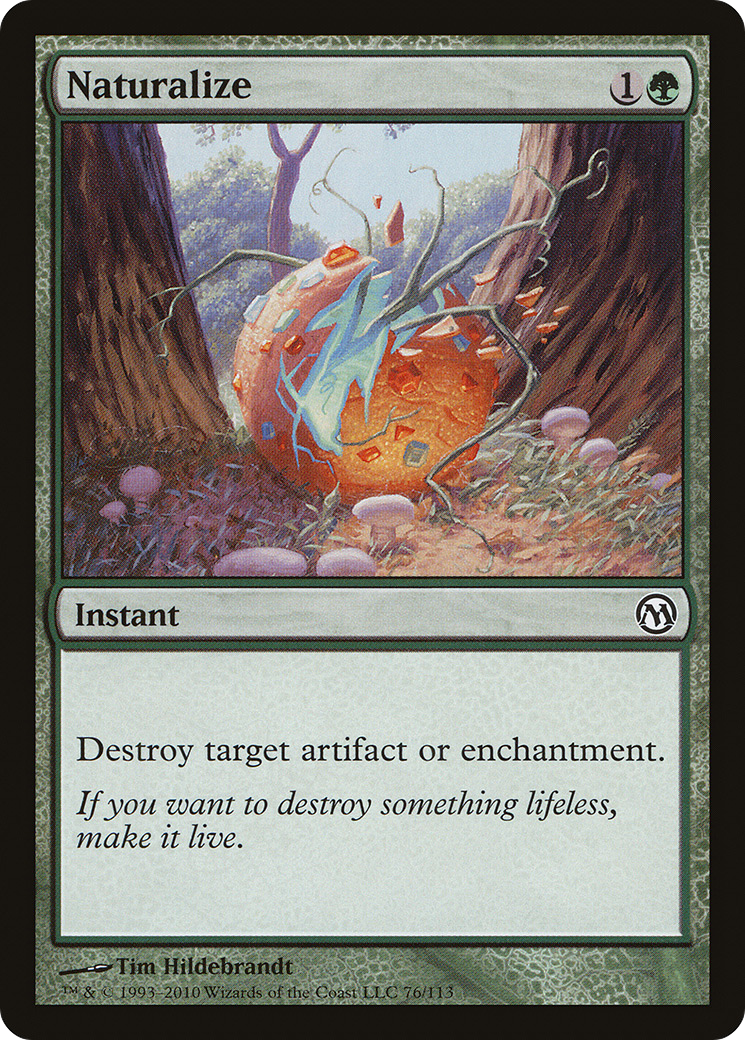 Naturalize 1
Instant
Destroy target artifact or enchantment.
If you want to destroy something lifeless,
make it live.
Tim Hildebrandt
™ & © 1993–2010 Wizards of the Coast LLC 76/113